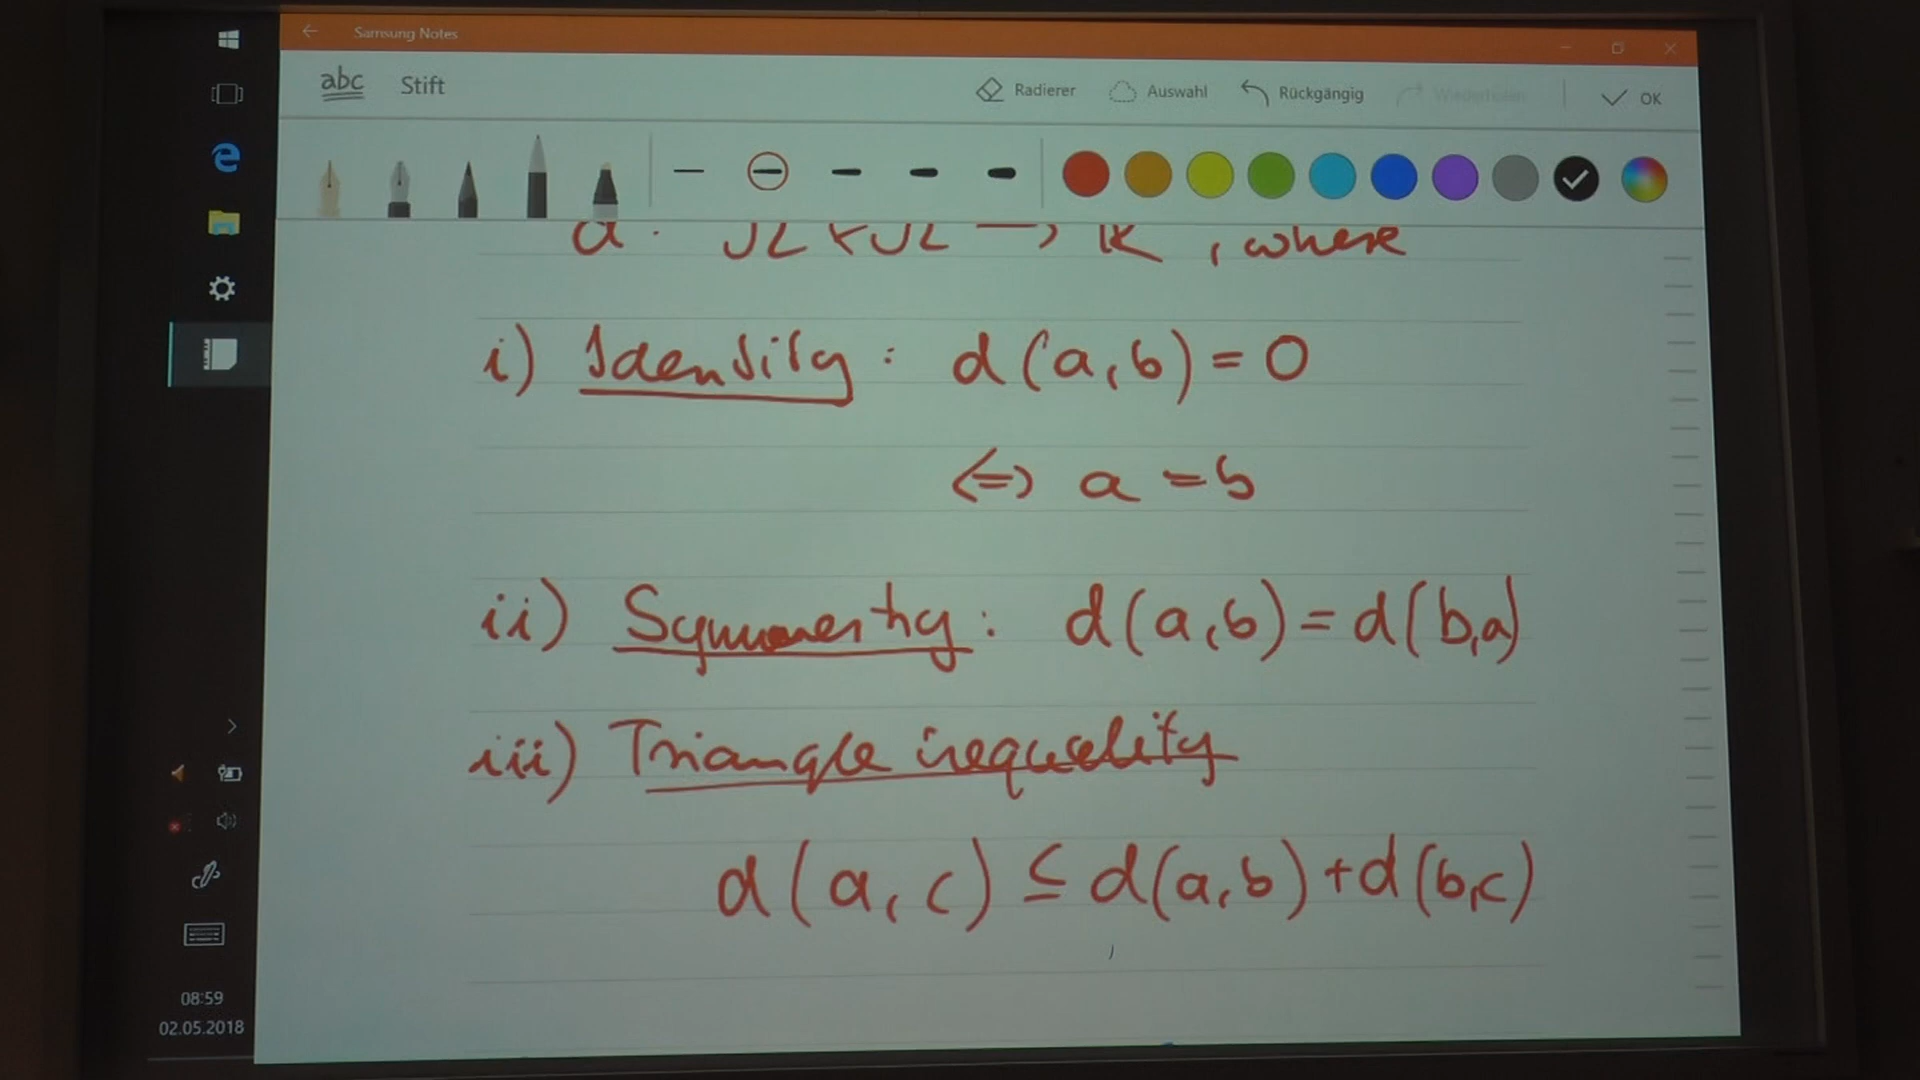 Samsung Notes
abc Stift Radierer Auswahl Rückgängig Wiederholen OK
d : Ω × Ω → ℝ , where
i) Identity : d(a,b) = 0
⇔ a = b
ii) Symmetry : d(a,b) = d(b,a)
iii) Triangle inequality
d(a,c) ≤ d(a,b) + d(b,c)
08:59
02.05.2018